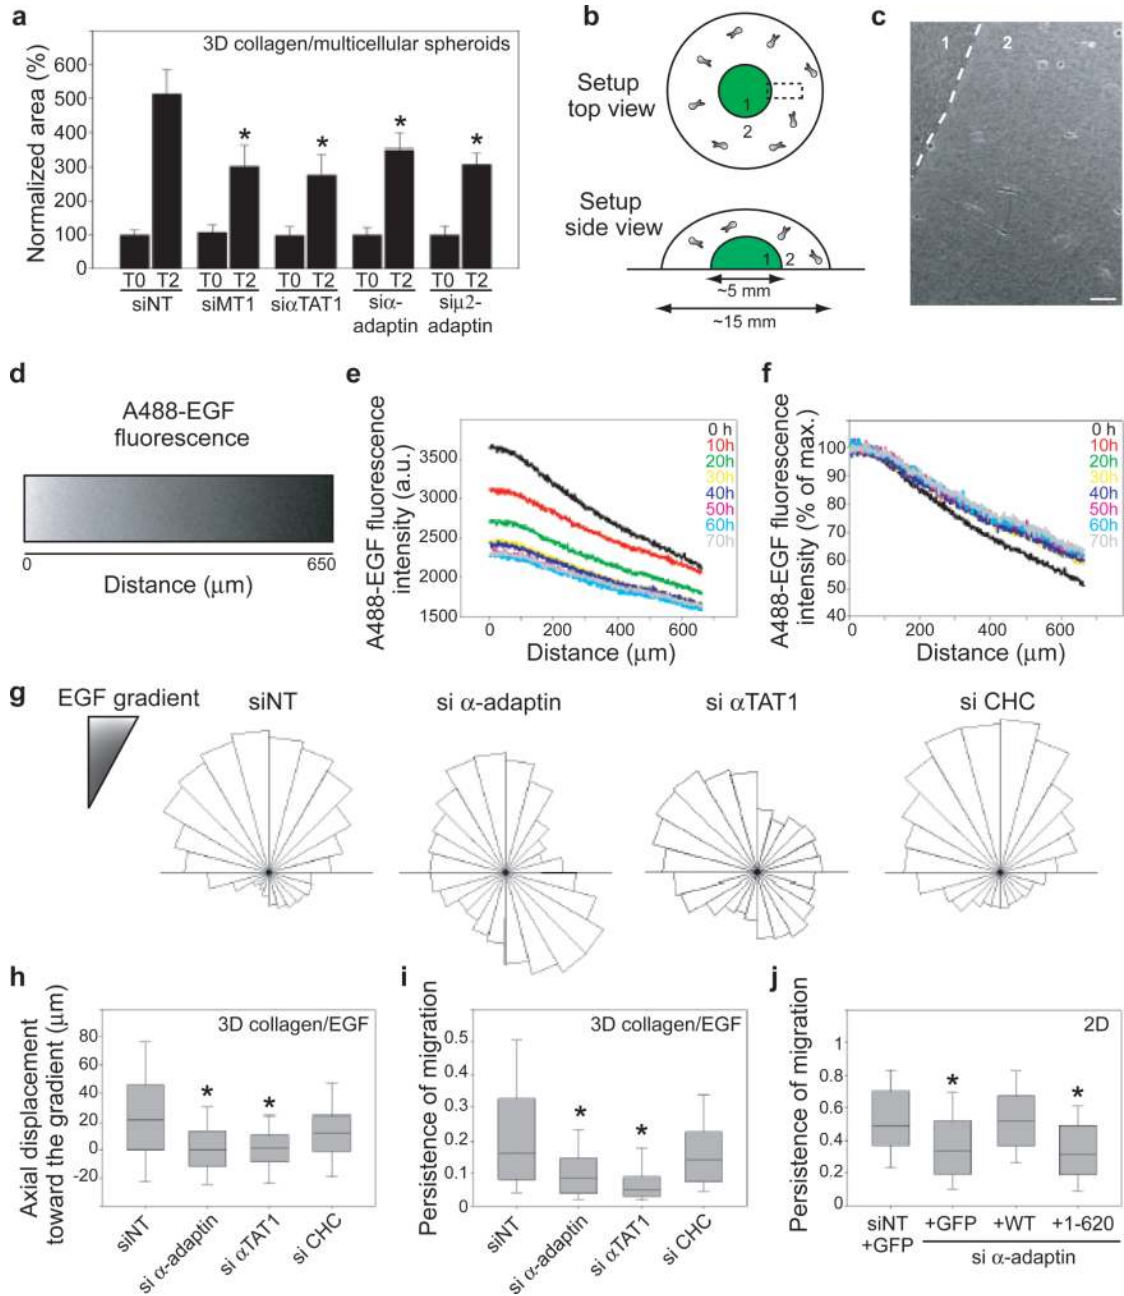 a
3D collagen/multicellular spheroids
Normalized area (%)
600
500
400
300
200
100
0
T0 T2 T0 T2 T0 T2 T0 T2 T0 T2
siNT siMT1 siαTAT1 siα-adaptin siμ2-adaptin
b
Setup top view
1
2
Setup side view
1 2
~5 mm
~15 mm
c
1 2
d
A488-EGF
fluorescence
0 650
Distance (μm)
e
A488-EGF fluorescence
intensity (a.u.)
3500
3000
2500
2000
1500
0 200 400 600
Distance (μm)
0 h
10h
20h
30h
40h
50h
60h
70h
f
A488-EGF fluorescence
intensity (% of max.)
100
90
80
70
60
50
40
0 200 400 600
Distance (μm)
0 h
10h
20h
30h
40h
50h
60h
70h
g
EGF gradient
siNT
si α-adaptin
si αTAT1
si CHC
h
3D collagen/EGF
Axial displacement
toward the gradient (μm)
80
60
40
20
0
-20
* *
siNT si α-adaptin si αTAT1 si CHC
i
3D collagen/EGF
Persistence of migration
0.5
0.4
0.3
0.2
0.1
0
* *
siNT si α-adaptin si αTAT1 si CHC
j
2D
Persistence of migration
1
0.8
0.6
0.4
0.2
0
* *
siNT +GFP +WT +1-620
+GFP
si α-adaptin